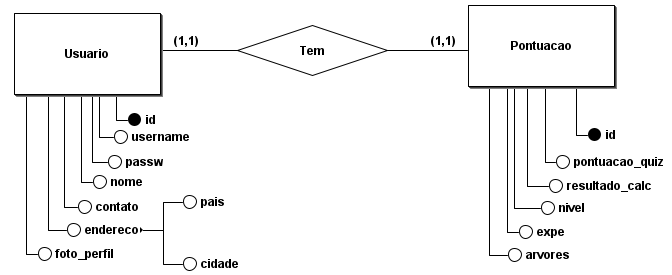 Usuario
(1,1)
Tem
(1,1)
Pontuacao
id
username
passw
nome
contato
endereco
pais
cidade
foto_perfil
id
pontuacao_quiz
resultado_calc
nivel
expe
arvores